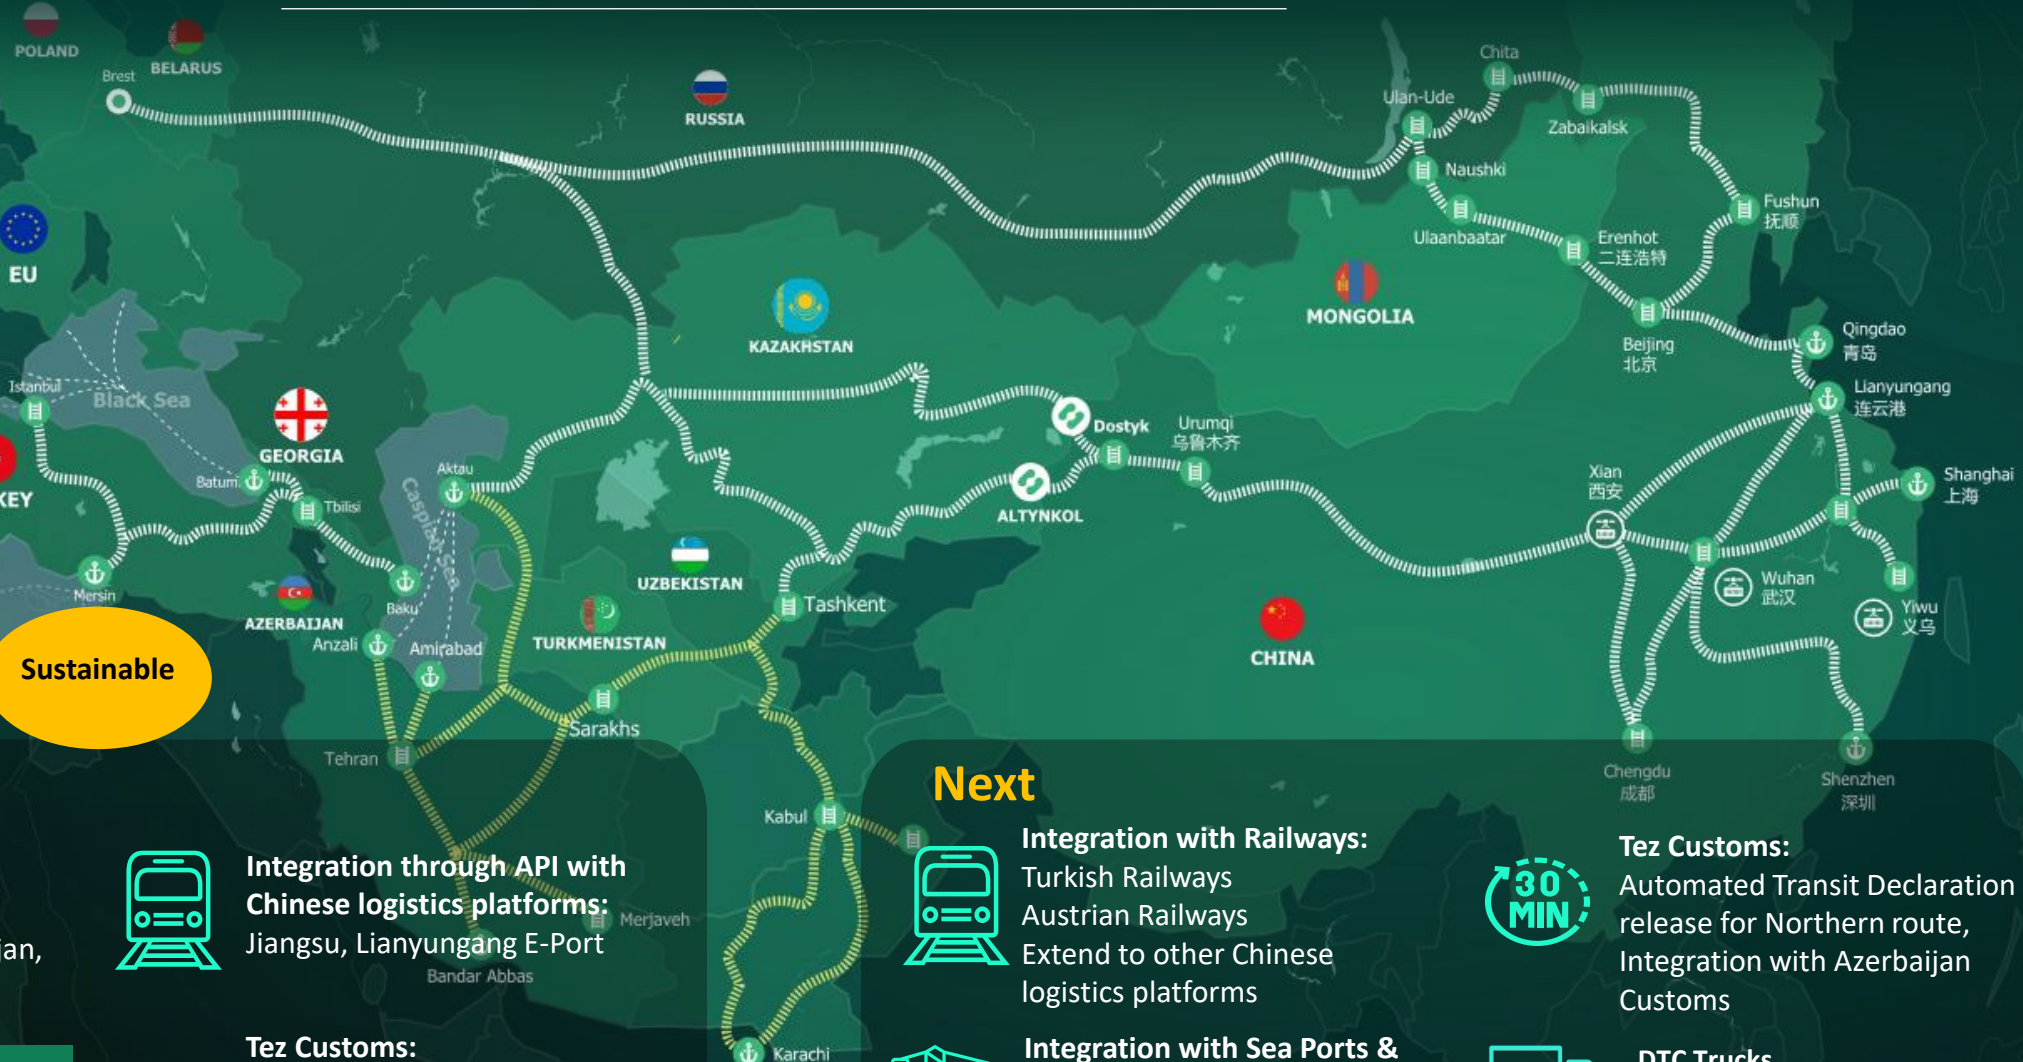 POLAND
BELARUS
Brest
RUSSIA
Chita
Ulan-Ude
Zabaikalsk
Naushki
Ulaanbaatar
Fushun
抚顺
Erenhot
二连浩特
EU
KAZAKHSTAN
MONGOLIA
Beijing
北京
Qingdao
青岛
Istanbul
Black Sea
Lianyungang
连云港
GEORGIA
Dostyk
Urumqi
乌鲁木齐
KEY
Batumi
Aktau
Caspian Sea
Tbilisi
Xian
西安
Shanghai
上海
ALTYNKOL
UZBEKISTAN
Mersin
Baku
Tashkent
Wuhan
武汉
Yiwu
义乌
AZERBAIJAN
Anzali
Amirabad
TURKMENISTAN
CHINA
Sustainable
Sarakhs
Tehran
Chengdu
成都
Shenzhen
深圳
Kabul
Merjaveh
Bandar Abbas
Karachi
jan,
Integration through API with
Chinese logistics platforms:
Jiangsu, Lianyungang E-Port
Tez Customs:
Next
Integration with Railways:
Turkish Railways
Austrian Railways
Extend to other Chinese
logistics platforms
Integration with Sea Ports &
30
MIN
Tez Customs:
Automated Transit Declaration
release for Northern route,
Integration with Azerbaijan
Customs
DTC Trucks